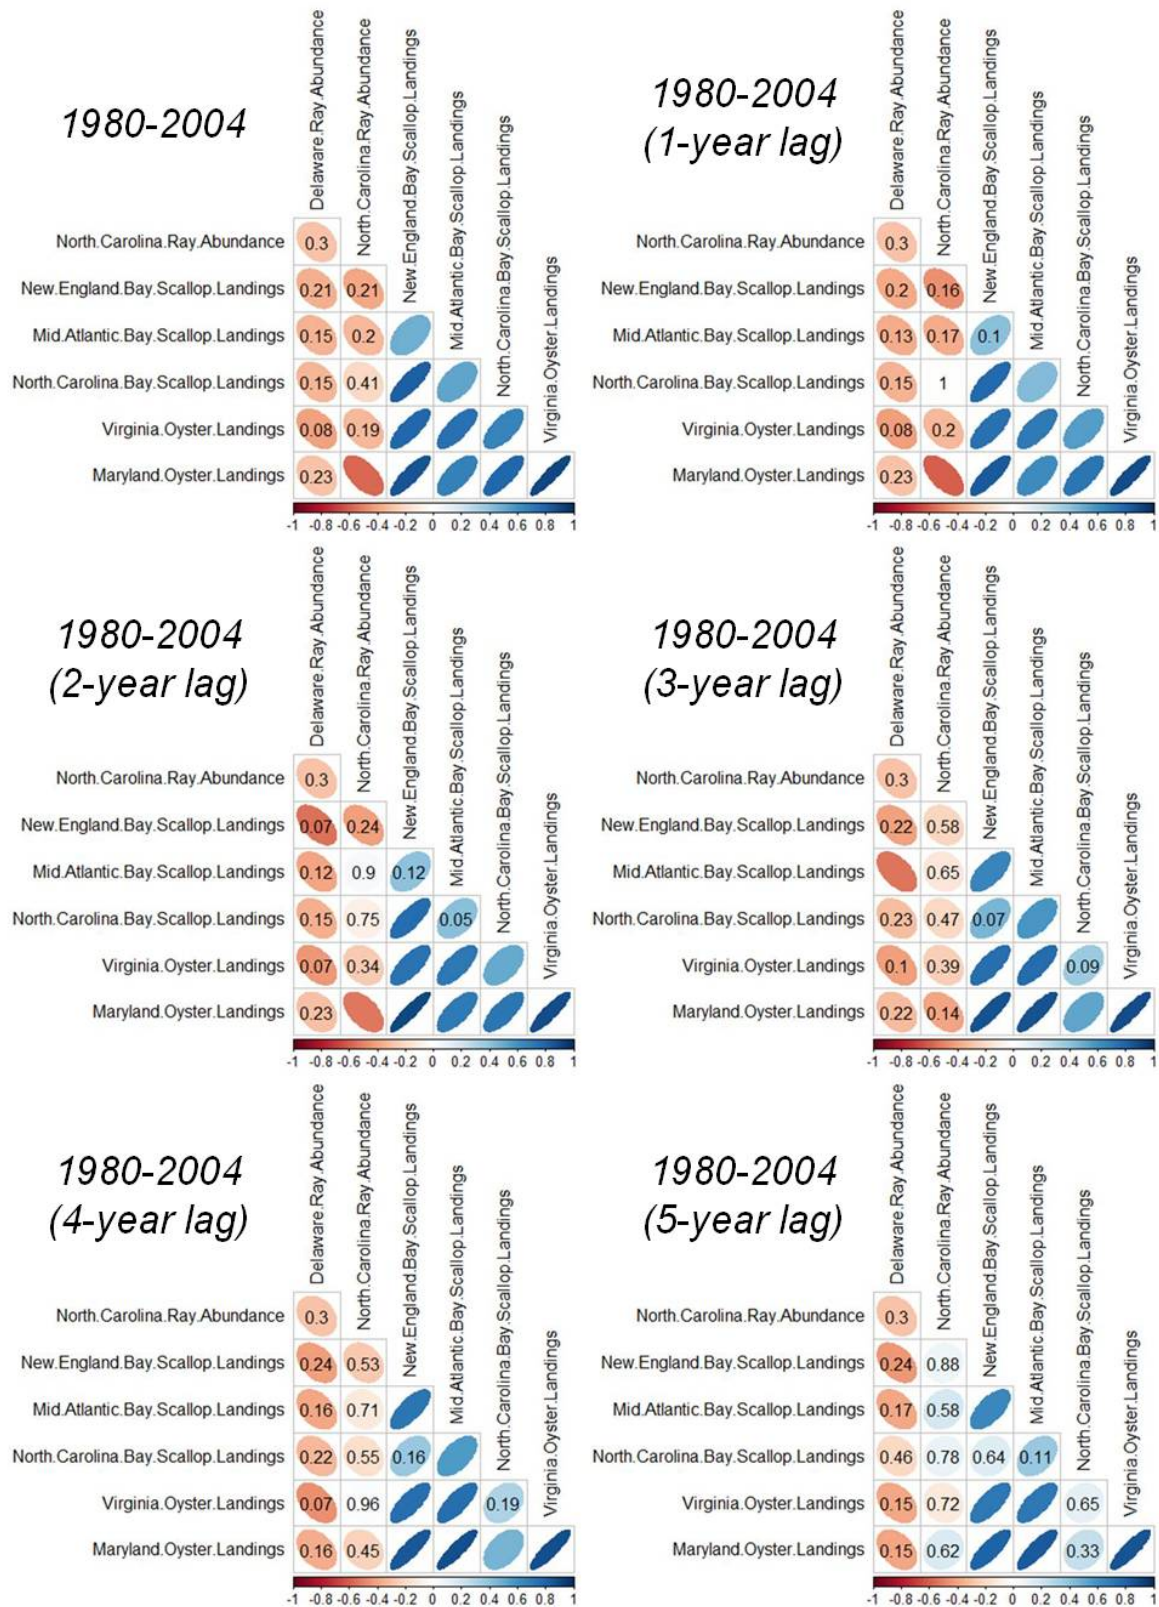 1980-2004
Delaware.Ray.Abundance
North.Carolina.Ray.Abundance
New.England.Bay.Scallop.Landings
Mid.Atlantic.Bay.Scallop.Landings
North.Carolina.Bay.Scallop.Landings
Virginia.Oyster.Landings
North.Carolina.Ray.Abundance 0.3
New.England.Bay.Scallop.Landings 0.21 0.21
Mid.Atlantic.Bay.Scallop.Landings 0.15 0.2
North.Carolina.Bay.Scallop.Landings 0.15 0.41
Virginia.Oyster.Landings 0.08 0.19
Maryland.Oyster.Landings 0.23
-1 -0.8 -0.6 -0.4 -0.2 0 0.2 0.4 0.6 0.8 1
1980-2004
(1-year lag)
Delaware.Ray.Abundance
North.Carolina.Ray.Abundance
New.England.Bay.Scallop.Landings
Mid.Atlantic.Bay.Scallop.Landings
North.Carolina.Bay.Scallop.Landings
Virginia.Oyster.Landings
North.Carolina.Ray.Abundance 0.3
New.England.Bay.Scallop.Landings 0.2 0.16
Mid.Atlantic.Bay.Scallop.Landings 0.13 0.17 0.1
North.Carolina.Bay.Scallop.Landings 0.15 1
Virginia.Oyster.Landings 0.08 0.2
Maryland.Oyster.Landings 0.23
-1 -0.8 -0.6 -0.4 -0.2 0 0.2 0.4 0.6 0.8 1
1980-2004
(2-year lag)
Delaware.Ray.Abundance
North.Carolina.Ray.Abundance
New.England.Bay.Scallop.Landings
Mid.Atlantic.Bay.Scallop.Landings
North.Carolina.Bay.Scallop.Landings
Virginia.Oyster.Landings
North.Carolina.Ray.Abundance 0.3
New.England.Bay.Scallop.Landings 0.07 0.24
Mid.Atlantic.Bay.Scallop.Landings 0.12 0.9 0.12
North.Carolina.Bay.Scallop.Landings 0.15 0.75 0.05
Virginia.Oyster.Landings 0.07 0.34
Maryland.Oyster.Landings 0.23
-1 -0.8 -0.6 -0.4 -0.2 0 0.2 0.4 0.6 0.8 1
1980-2004
(3-year lag)
Delaware.Ray.Abundance
North.Carolina.Ray.Abundance
New.England.Bay.Scallop.Landings
Mid.Atlantic.Bay.Scallop.Landings
North.Carolina.Bay.Scallop.Landings
Virginia.Oyster.Landings
North.Carolina.Ray.Abundance 0.3
New.England.Bay.Scallop.Landings 0.22 0.58
Mid.Atlantic.Bay.Scallop.Landings 0.65
North.Carolina.Bay.Scallop.Landings 0.23 0.47 0.07
Virginia.Oyster.Landings 0.1 0.39 0.09
Maryland.Oyster.Landings 0.22 0.14
-1 -0.8 -0.6 -0.4 -0.2 0 0.2 0.4 0.6 0.8 1
1980-2004
(4-year lag)
Delaware.Ray.Abundance
North.Carolina.Ray.Abundance
New.England.Bay.Scallop.Landings
Mid.Atlantic.Bay.Scallop.Landings
North.Carolina.Bay.Scallop.Landings
Virginia.Oyster.Landings
North.Carolina.Ray.Abundance 0.3
New.England.Bay.Scallop.Landings 0.24 0.53
Mid.Atlantic.Bay.Scallop.Landings 0.16 0.71
North.Carolina.Bay.Scallop.Landings 0.22 0.55 0.16
Virginia.Oyster.Landings 0.07 0.96 0.19
Maryland.Oyster.Landings 0.16 0.45
-1 -0.8 -0.6 -0.4 -0.2 0 0.2 0.4 0.6 0.8 1
1980-2004
(5-year lag)
Delaware.Ray.Abundance
North.Carolina.Ray.Abundance
New.England.Bay.Scallop.Landings
Mid.Atlantic.Bay.Scallop.Landings
North.Carolina.Bay.Scallop.Landings
Virginia.Oyster.Landings
North.Carolina.Ray.Abundance 0.3
New.England.Bay.Scallop.Landings 0.24 0.88
Mid.Atlantic.Bay.Scallop.Landings 0.17 0.58
North.Carolina.Bay.Scallop.Landings 0.46 0.78 0.64 0.11
Virginia.Oyster.Landings 0.15 0.72 0.65
Maryland.Oyster.Landings 0.15 0.62 0.33
-1 -0.8 -0.6 -0.4 -0.2 0 0.2 0.4 0.6 0.8 1